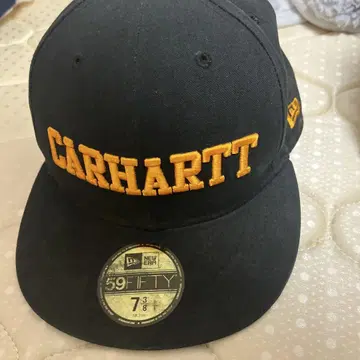 CARHARTT
NEW ERA
59FIFTY
7 3/8